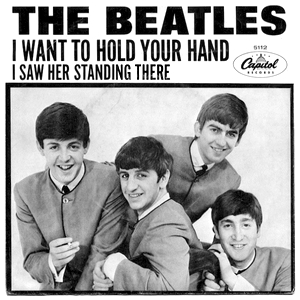 THE BEATLES
I WANT TO HOLD YOUR HAND
I SAW HER STANDING THERE
5112
Capitol
RECORDS